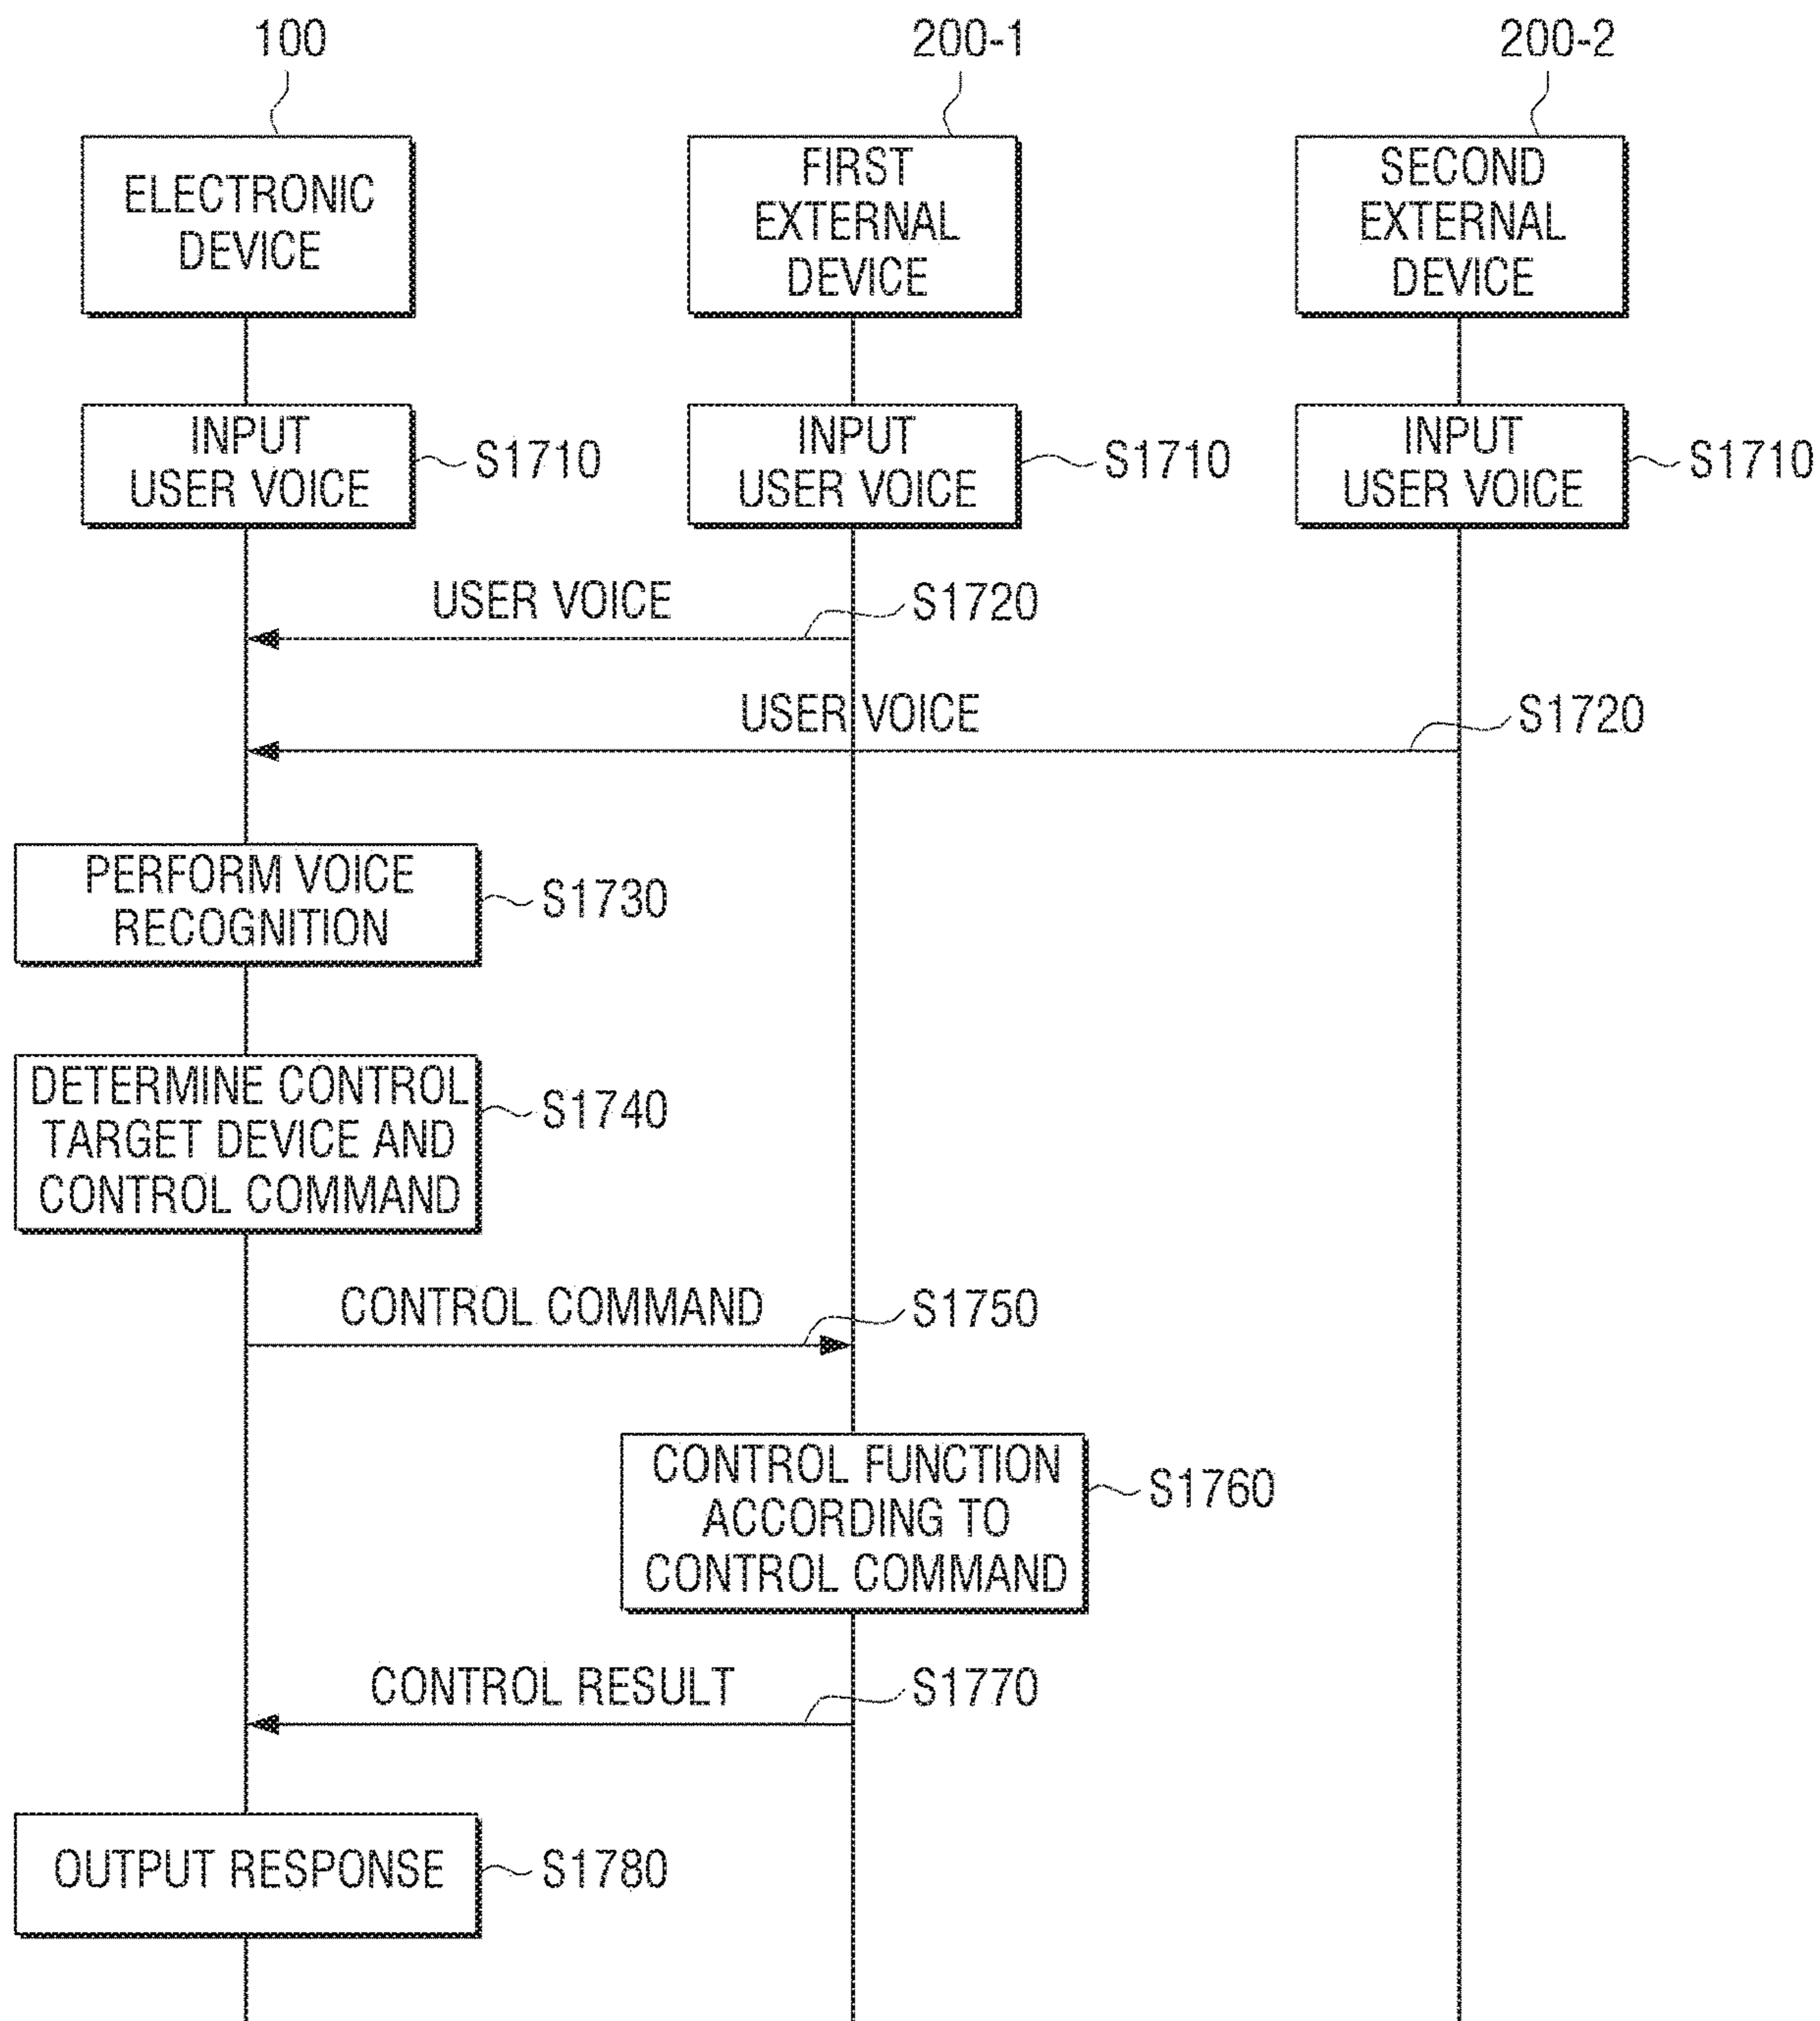 100
200-1
200-2
ELECTRONIC
DEVICE
FIRST
EXTERNAL
DEVICE
SECOND
EXTERNAL
DEVICE
INPUT
USER VOICE
S1710
INPUT
USER VOICE
S1710
INPUT
USER VOICE
S1710
USER VOICE
S1720
USER VOICE
S1720
PERFORM VOICE
RECOGNITION
S1730
DETERMINE CONTROL
TARGET DEVICE AND
CONTROL COMMAND
S1740
CONTROL COMMAND
S1750
CONTROL FUNCTION
ACCORDING TO
CONTROL COMMAND
S1760
CONTROL RESULT
S1770
OUTPUT RESPONSE
S1780